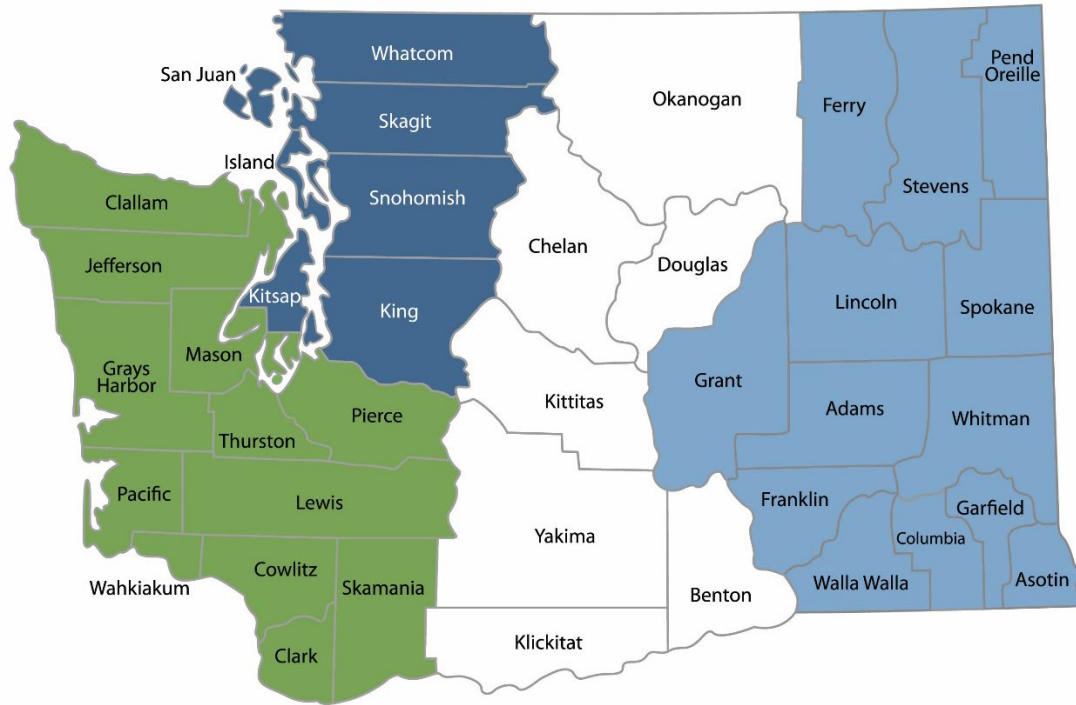 Whatcom
San Juan
Pend
Oreille
Okanogan
Ferry
Skagit
Island
Stevens
Clallam
Snohomish
Chelan
Jefferson
Douglas
Kitsap
King
Lincoln
Spokane
Mason
Grays
Harbor
Grant
Kittitas
Adams
Pierce
Whitman
Thurston
Pacific
Lewis
Franklin
Garfield
Yakima
Columbia
Wahkiakum
Cowlitz
Skamania
Benton
Walla Walla
Asotin
Klickitat
Clark